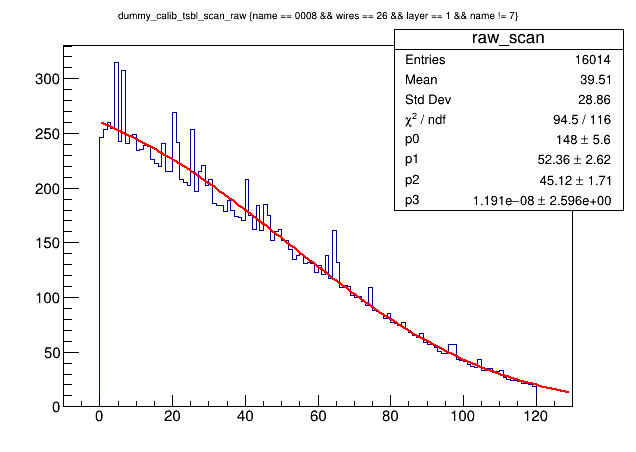 dummy_calib_tsbl_scan_raw {name == 0008 && wires == 26 && layer == 1 && name != 7}
raw_scan
Entries 16014
Mean 39.51
Std Dev 28.86
χ² / ndf 94.5 / 116
p0 148 ± 5.6
p1 52.36 ± 2.62
p2 45.12 ± 1.71
p3 1.191e−08 ± 2.596e+00
300
250
200
150
100
50
0
0 20 40 60 80 100 120